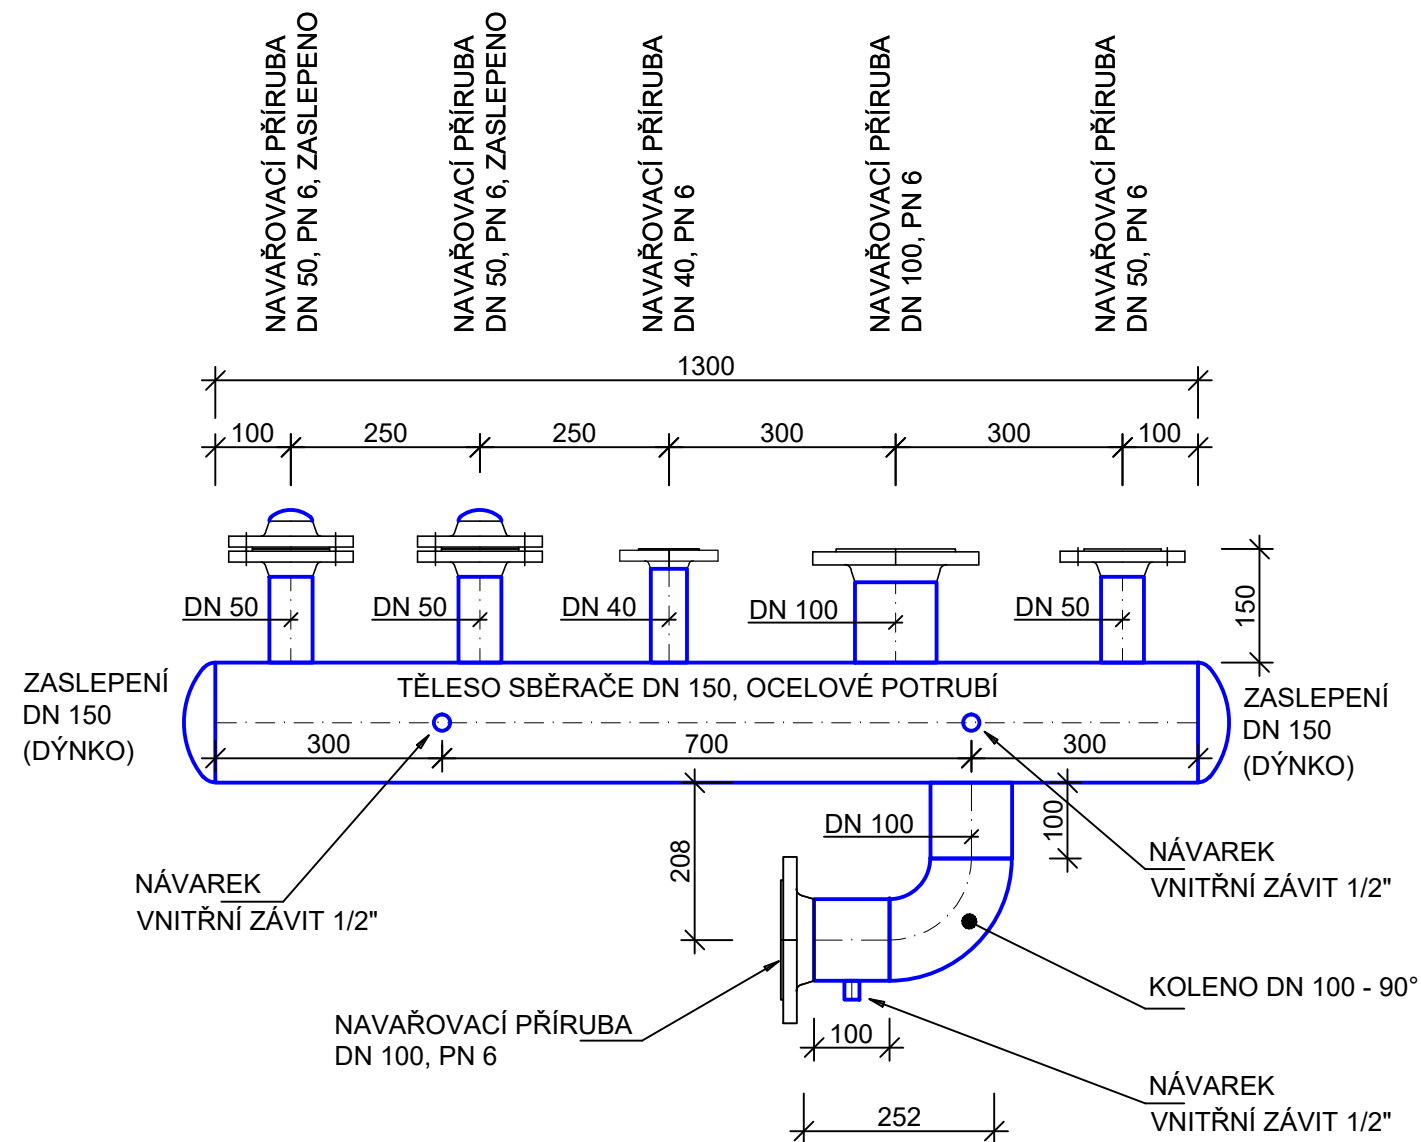 NAVAŘOVACÍ PŘÍRUBA
DN 50, PN 6, ZASLEPENO
NAVAŘOVACÍ PŘÍRUBA
DN 50, PN 6, ZASLEPENO
NAVAŘOVACÍ PŘÍRUBA
DN 40, PN 6
NAVAŘOVACÍ PŘÍRUBA
DN 100, PN 6
NAVAŘOVACÍ PŘÍRUBA
DN 50, PN 6
1300
100 250 250 300 300 100
DN 50 DN 50 DN 40 DN 100 DN 50
150
ZASLEPENÍ
DN 150
(DÝNKO)
TĚLESO SBĚRAČE DN 150, OCELOVÉ POTRUBÍ
ZASLEPENÍ
DN 150
(DÝNKO)
300 700 300
208
DN 100
100
NÁVAREK
VNITŘNÍ ZÁVIT 1/2"
NÁVAREK
VNITŘNÍ ZÁVIT 1/2"
KOLENO DN 100 - 90°
NAVAŘOVACÍ PŘÍRUBA
DN 100, PN 6
100
NÁVAREK
VNITŘNÍ ZÁVIT 1/2"
252